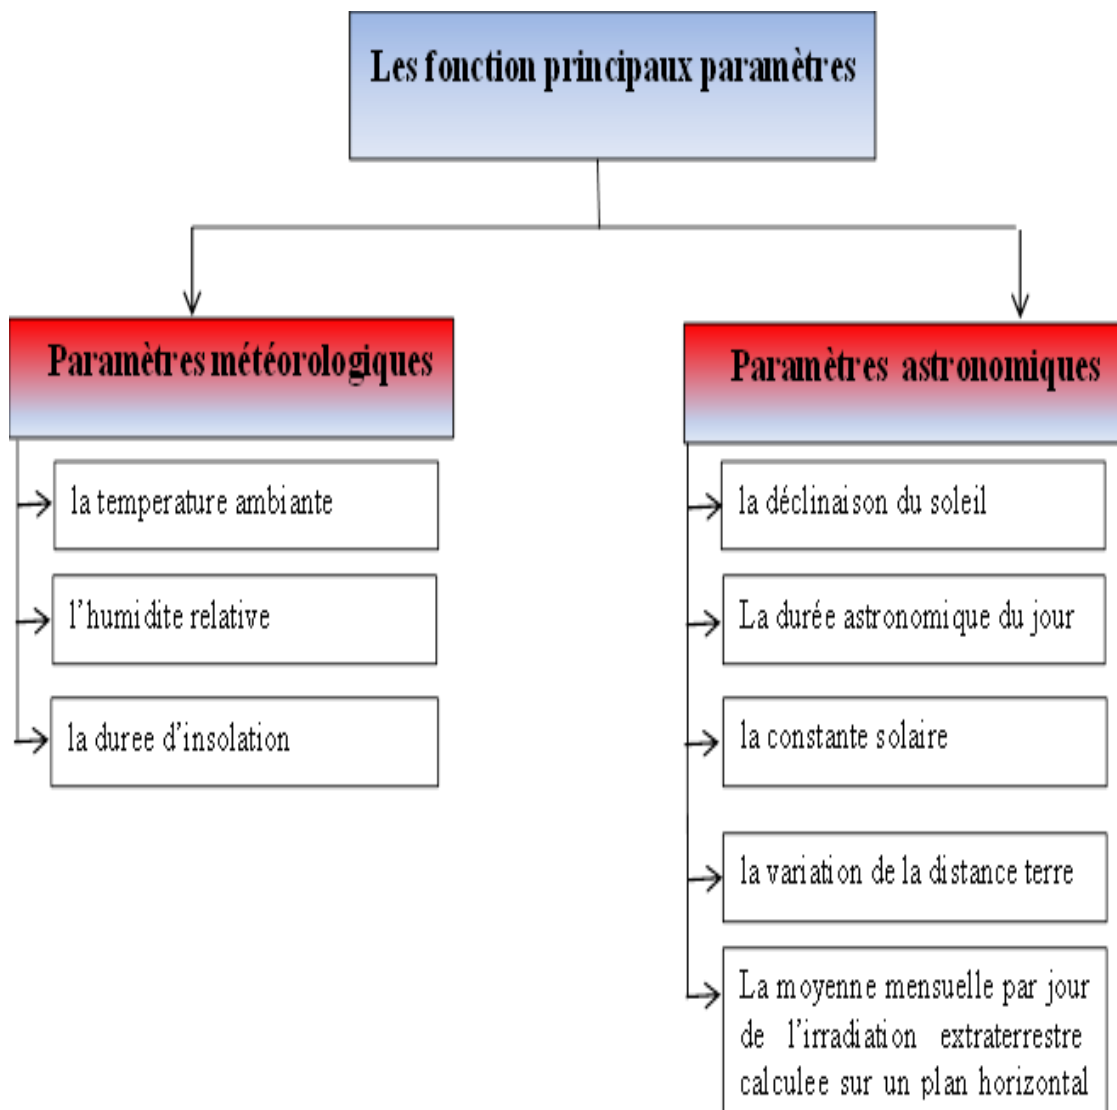 Les fonction principaux paramètres
Paramètres météorologiques
la temperature ambiante
l'humidite relative
la duree d'insolation
Paramètres astronomiques
la déclinaison du soleil
La durée astronomique du jour
la constante solaire
la variation de la distance terre
La moyenne mensuelle par jour
de l'irradiation extraterrestre
calculee sur un plan horizontal